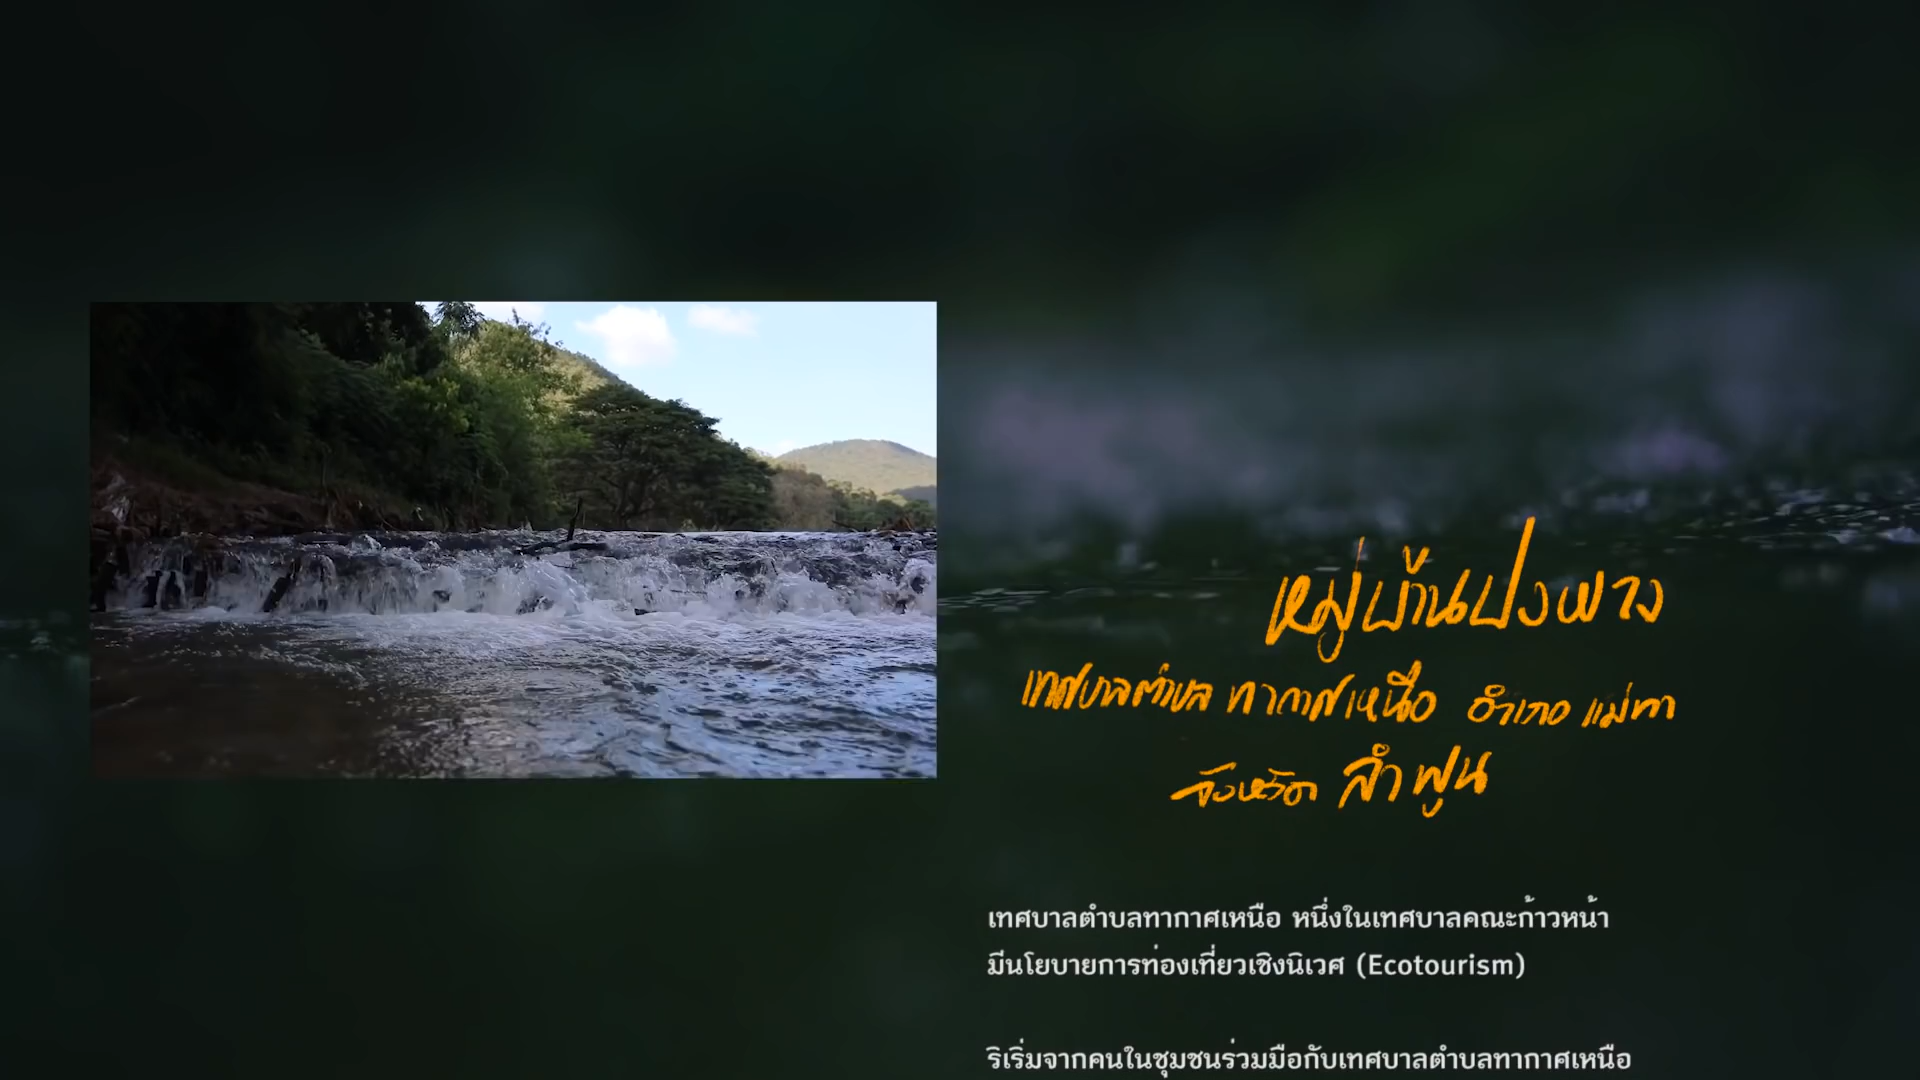 หมู่บ้านปงผาง
เทศบาลตำบล ทากาศเหนือ อำเภอ แม่ทา
จังหวัด ลำพูน
เทศบาลตำบลทากาศเหนือ หนึ่งในเทศบาลคณะก้าวหน้า
มีนโยบายการท่องเที่ยวเชิงนิเวศ (Ecotourism)
ริเริ่มจากคนในชุมชนร่วมมือกับเทศบาลตำบลทากาศเหนือ